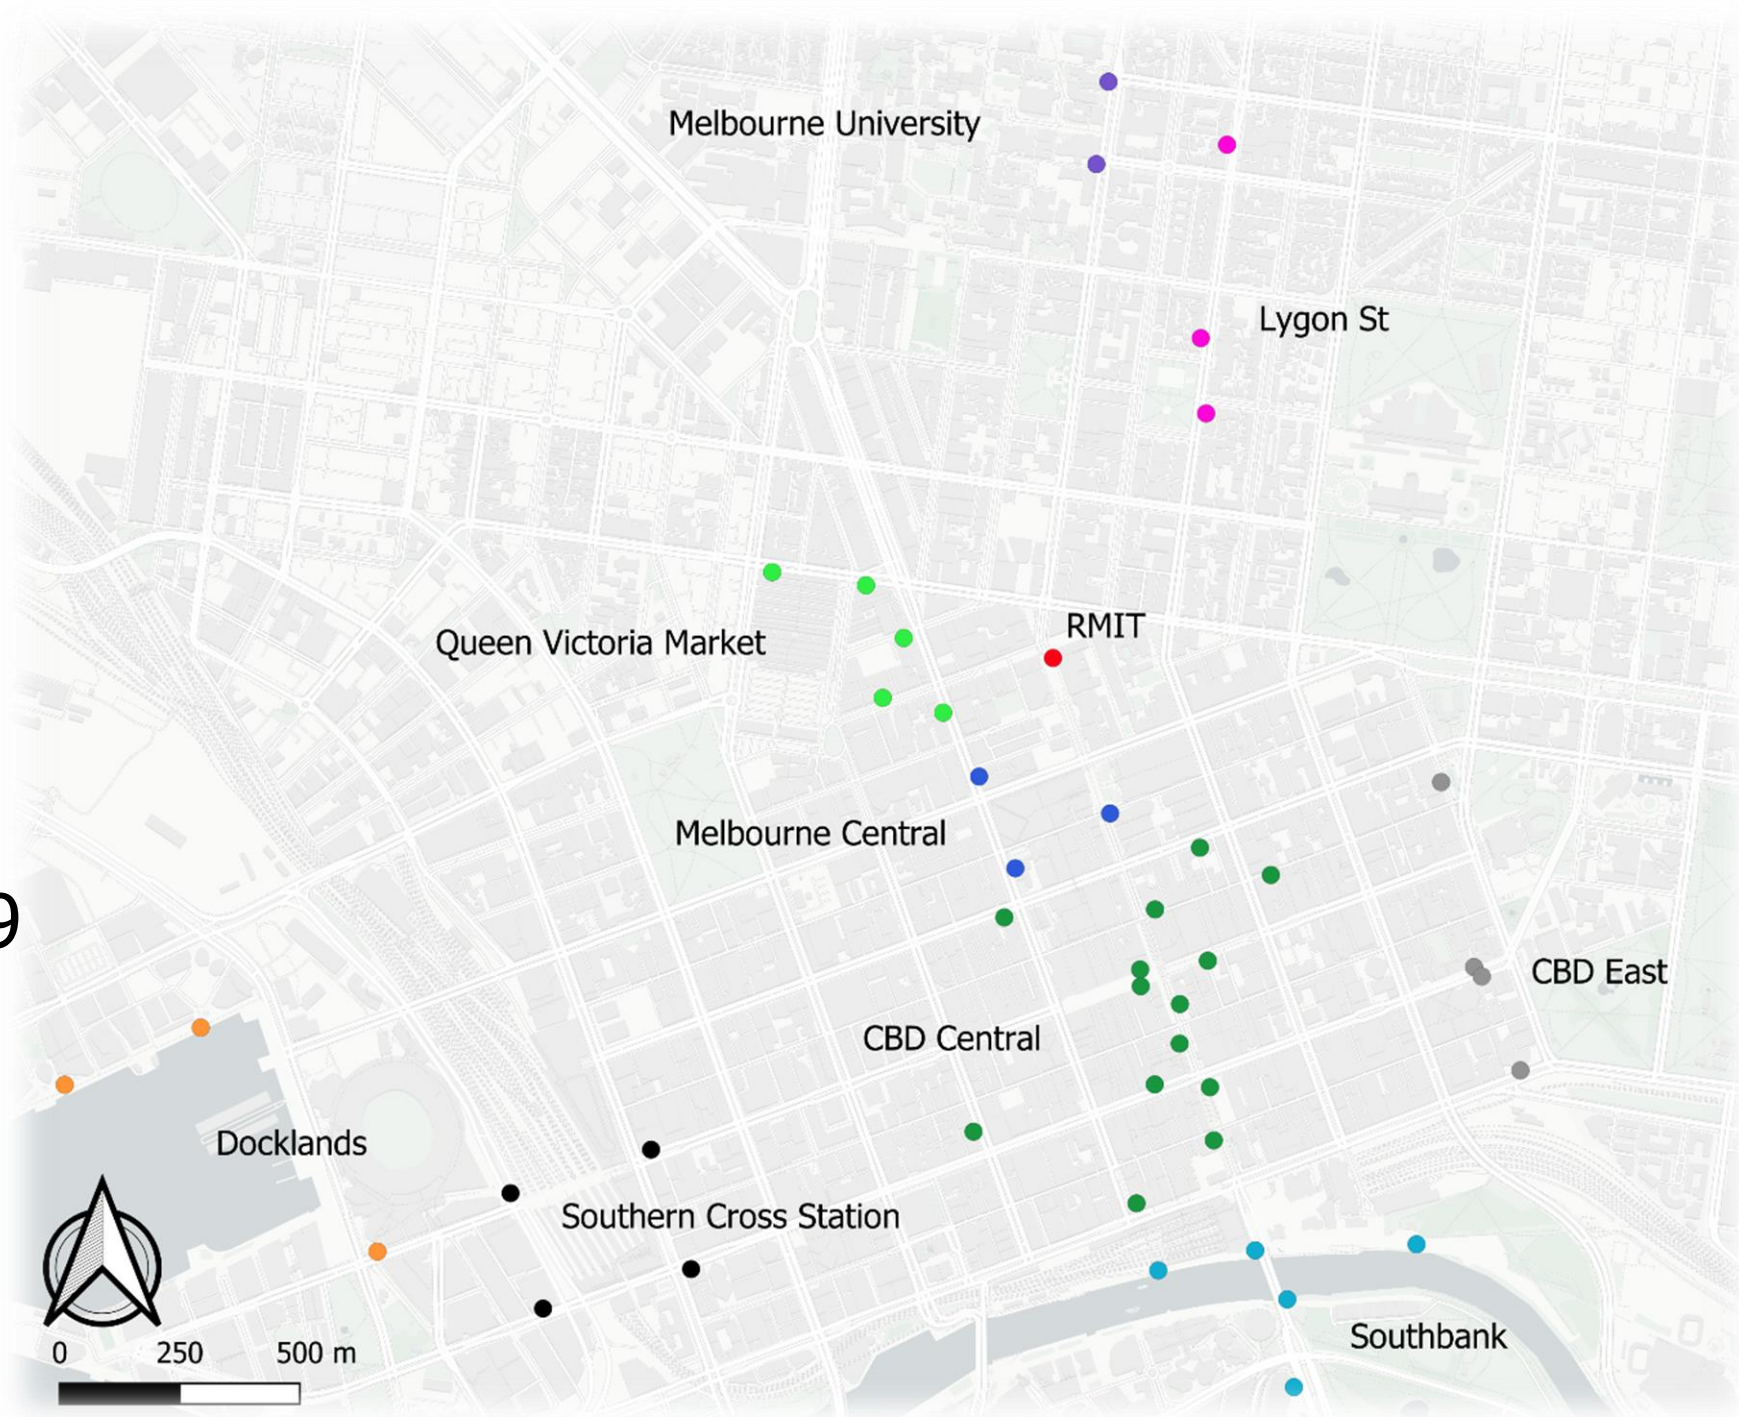 Melbourne University
Lygon St
RMIT
Queen Victoria Market
Melbourne Central
9
CBD East
CBD Central
Docklands
Southern Cross Station
Southbank
0 250 500 m